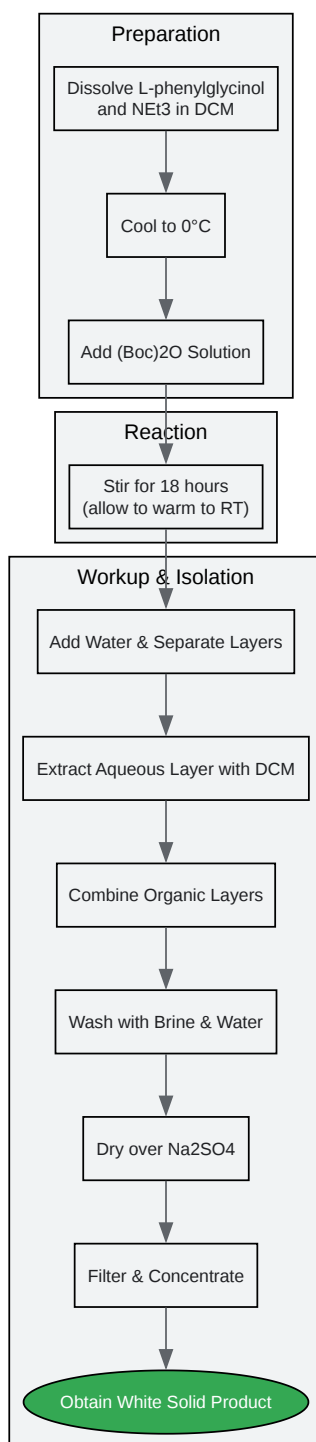 Preparation
Dissolve L-phenylglycinol
and NEt3 in DCM
Cool to 0°C
Add (Boc)2O Solution
Reaction
Stir for 18 hours
(allow to warm to RT)
Workup & Isolation
Add Water & Separate Layers
Extract Aqueous Layer with DCM
Combine Organic Layers
Wash with Brine & Water
Dry over Na2SO4
Filter & Concentrate
Obtain White Solid Product